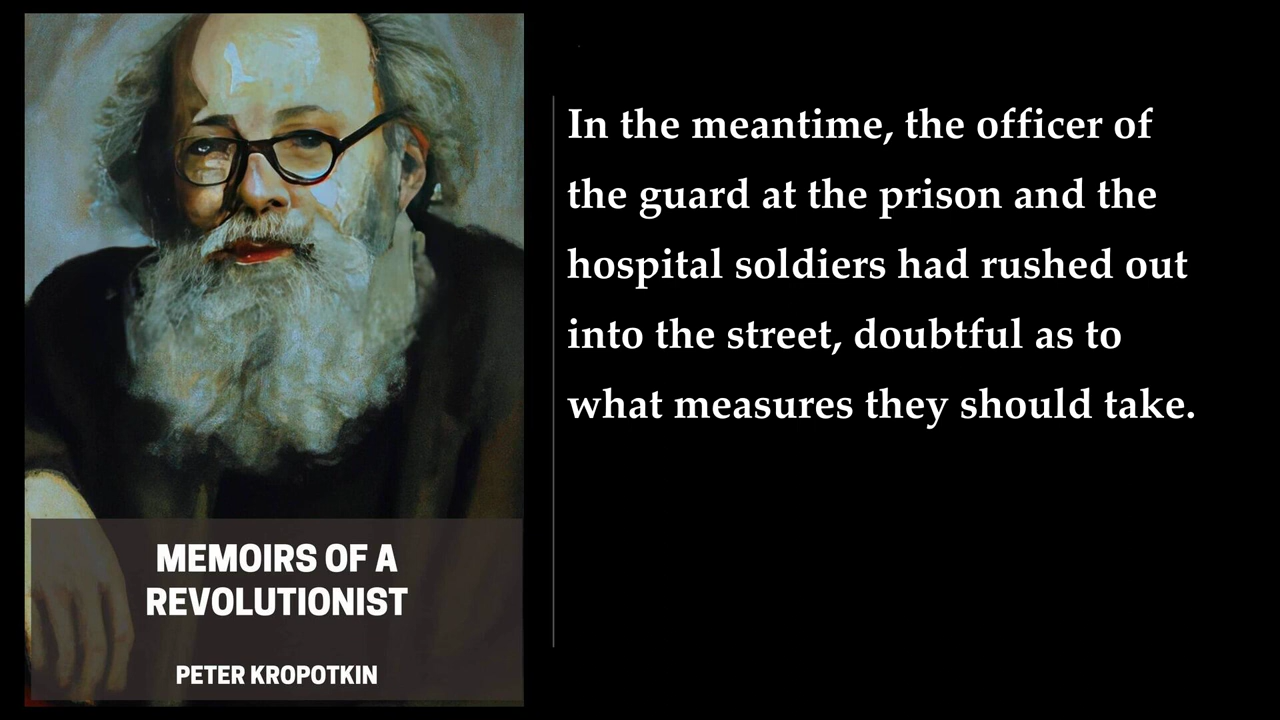 In the meantime, the officer of
the guard at the prison and the
hospital soldiers had rushed out
into the street, doubtful as to
what measures they should take.
MEMOIRS OF A
REVOLUTIONIST
PETER KROPOTKIN